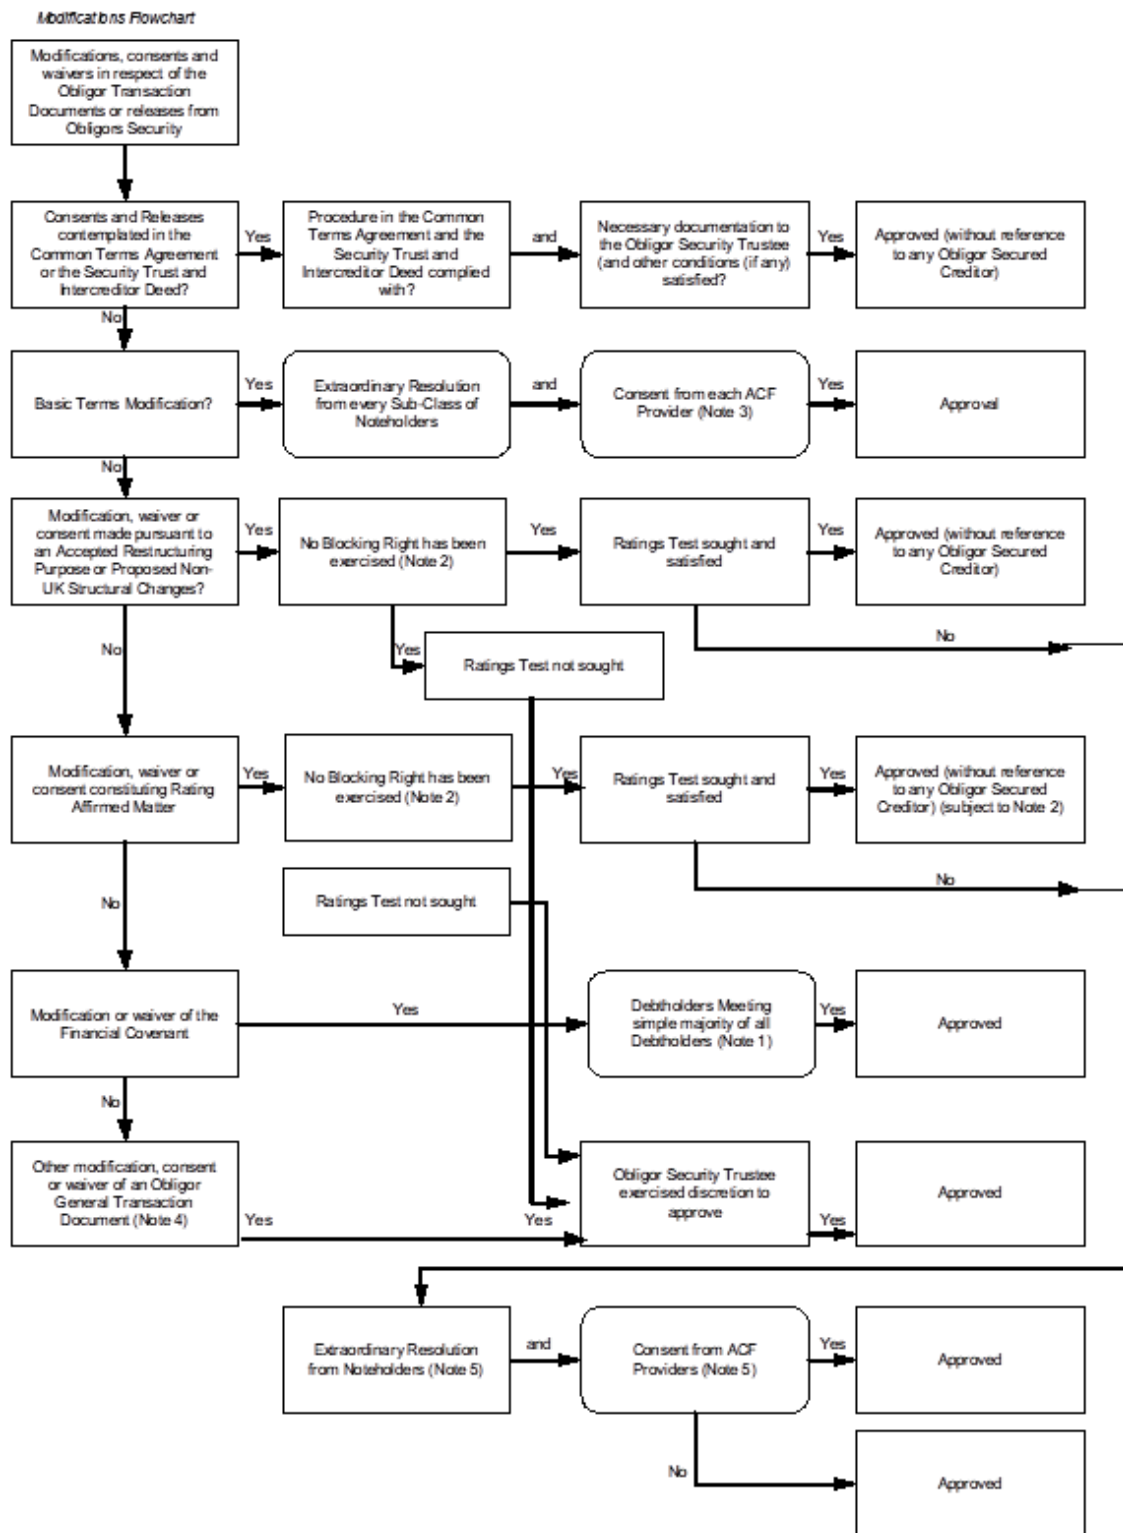 Modifications Flowchart
Modifications, consents and
waivers in respect of the
Obligor Transaction
Documents or releases from
Obligors Security
Consents and Releases
contemplated in the
Common Terms Agreement
or the Security Trust and
Intercreditor Deed?
Yes
Procedure in the Common
Terms Agreement and the
Security Trust and
Intercreditor Deed complied
with?
and
Necessary documentation to
the Obligor Security Trustee
(and other conditions (if any)
satisfied?
Yes
Approved (without reference
to any Obligor Secured
Creditor)
No
Basic Terms Modification?
Yes
Extraordinary Resolution
from every Sub-Class of
Noteholders
and
Consent from each ACF
Provider (Note 3)
Yes
Approval
No
Modification, waiver or
consent made pursuant to
an Accepted Restructuring
Purpose or Proposed Non-
UK Structural Changes?
Yes
No Blocking Right has been
exercised (Note 2)
Yes
Ratings Test sought and
satisfied
Yes
Approved (without reference
to any Obligor Secured
Creditor)
No
No
Yes
Ratings Test not sought
Modification, waiver or
consent constituting Rating
Affirmed Matter
Yes
No Blocking Right has been
exercised (Note 2)
Yes
Ratings Test sought and
satisfied
Yes
Approved (without reference
to any Obligor Secured
Creditor) (subject to Note 2)
No
No
Ratings Test not sought
Modification or waiver of the
Financial Covenant
Yes
Debtholders Meeting
simple majority of all
Debtholders (Note 1)
Yes
Approved
No
Other modification, consent
or waiver of an Obligor
General Transaction
Document (Note 4)
Yes
Yes
Obligor Security Trustee
exercised discretion to
approve
Yes
Approved
Extraordinary Resolution
from Noteholders (Note 5)
and
Consent from ACF
Providers (Note 5)
Yes
Approved
No
Approved